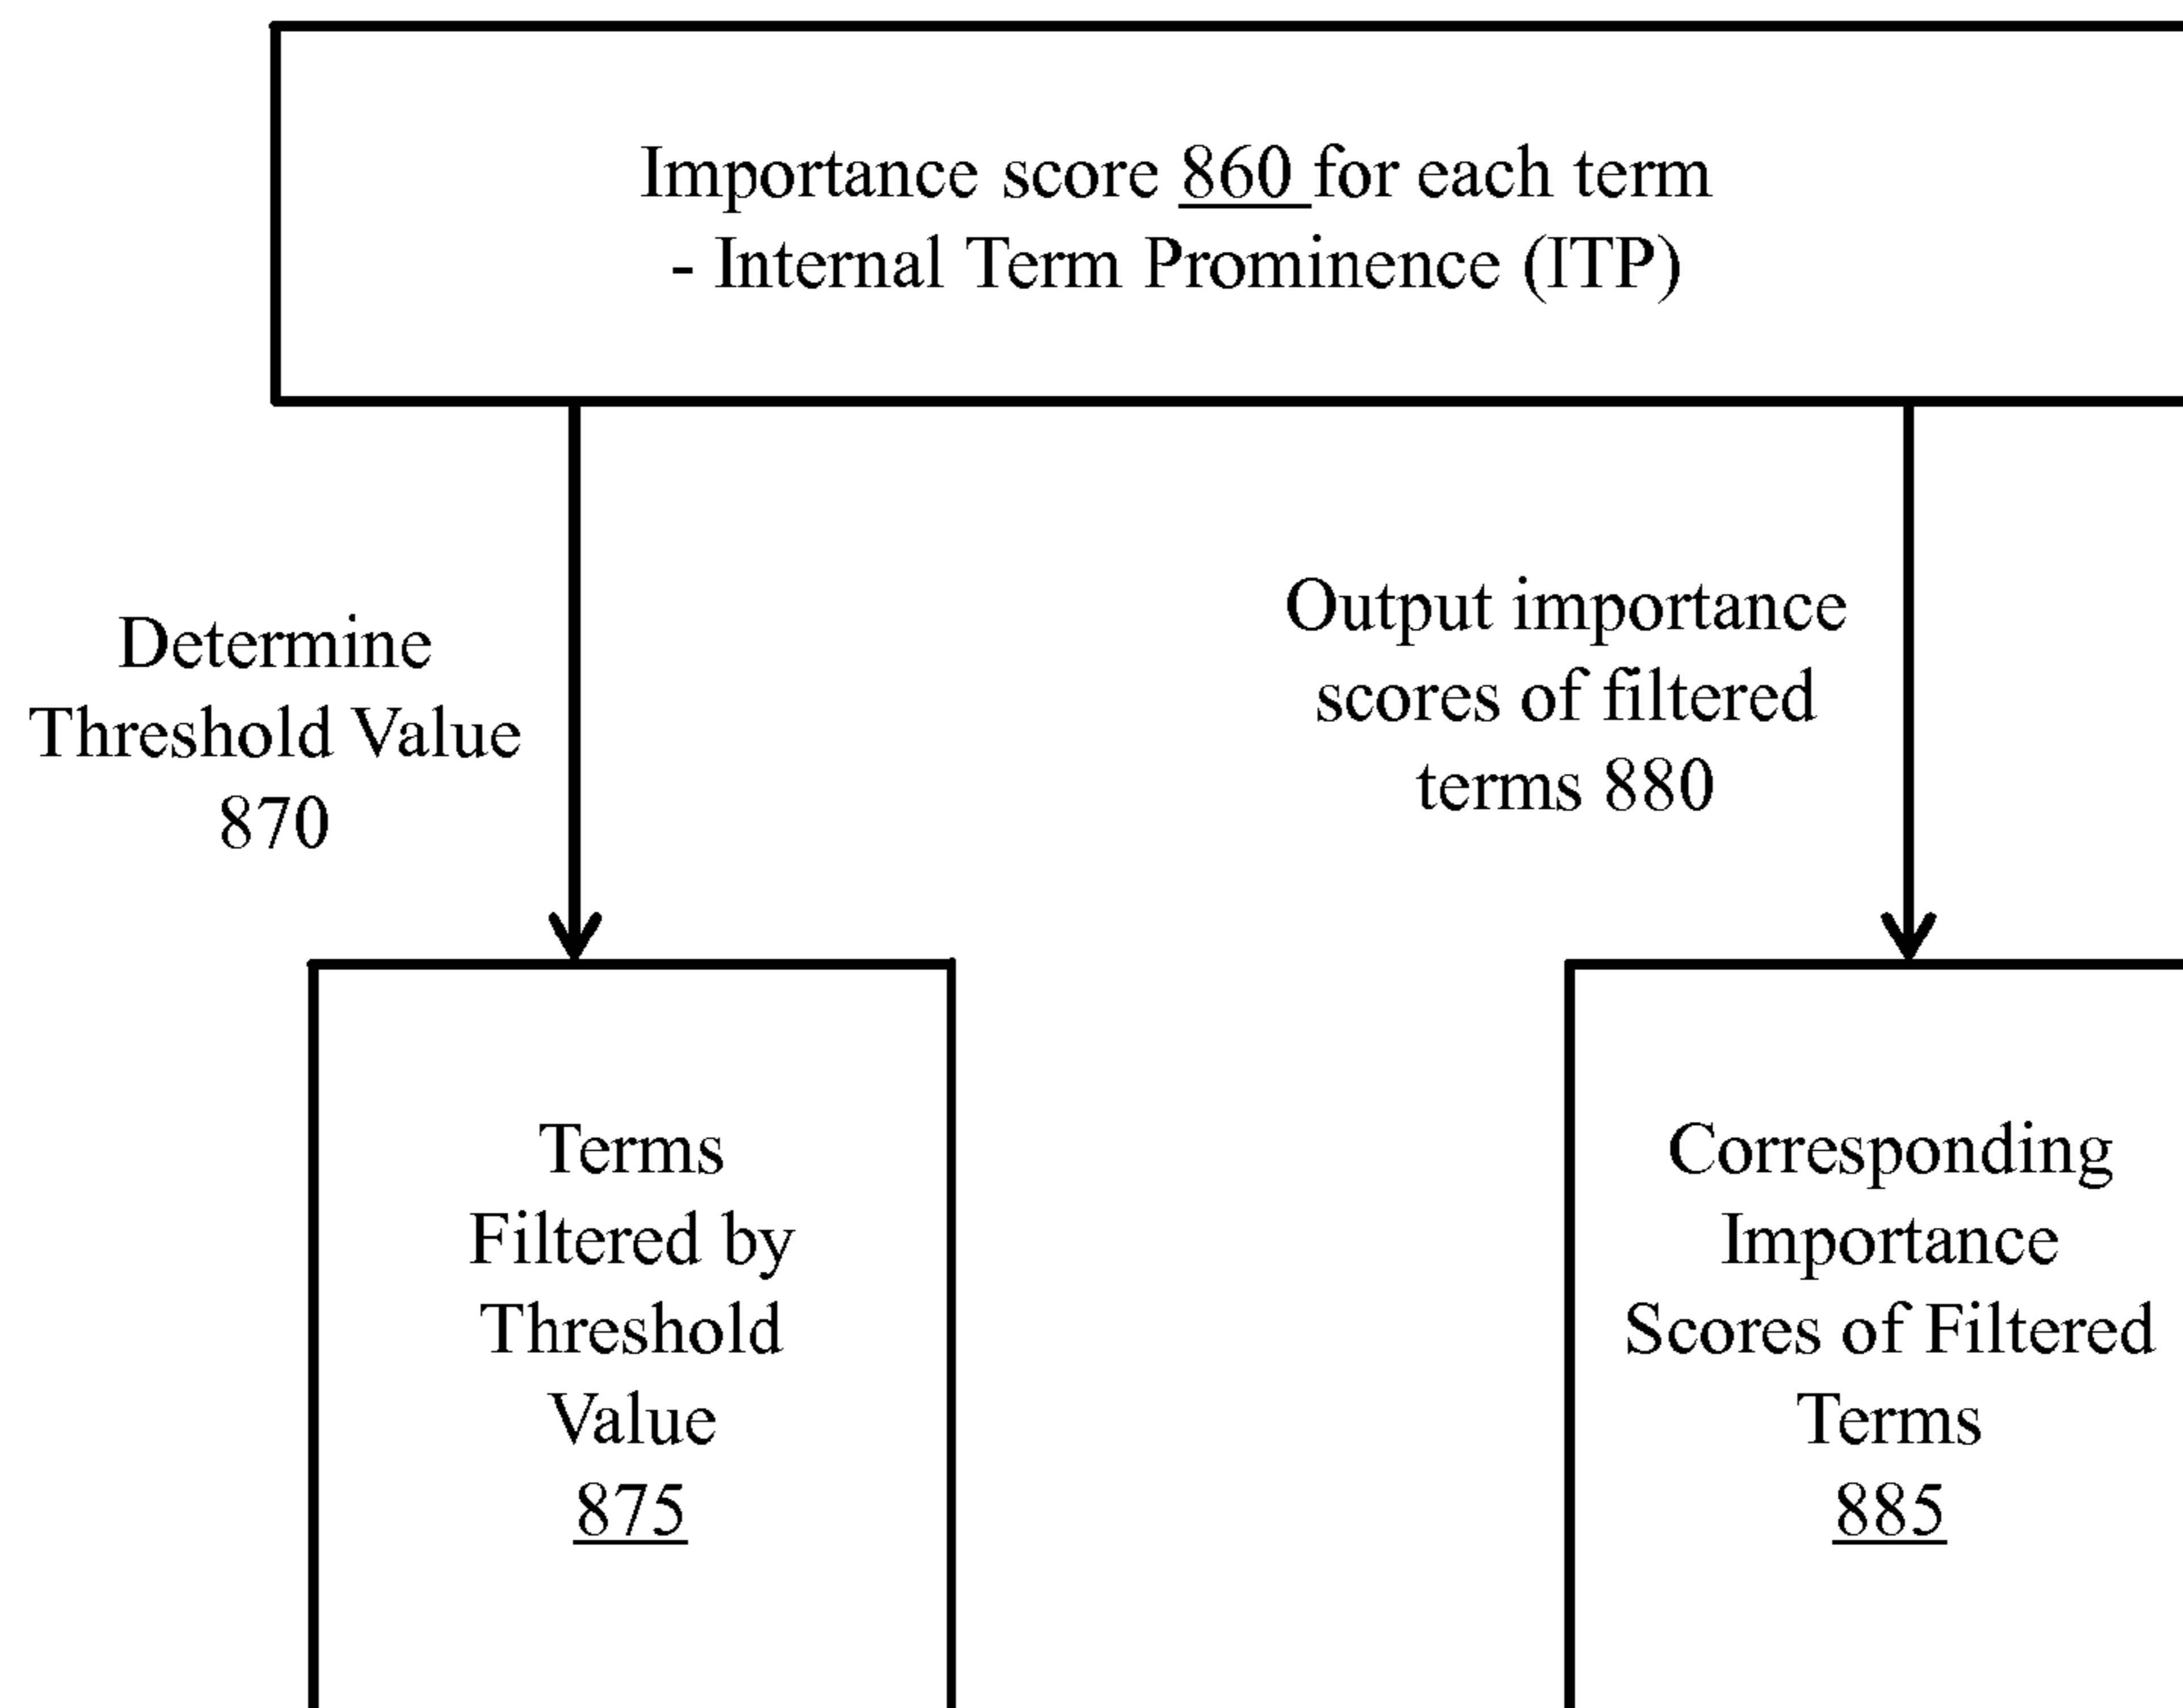 Importance score 860 for each term
- Internal Term Prominence (ITP)
Determine
Threshold Value
870
Output importance
scores of filtered
terms 880
Terms
Filtered by
Threshold
Value
875
Corresponding
Importance
Scores of Filtered
Terms
885